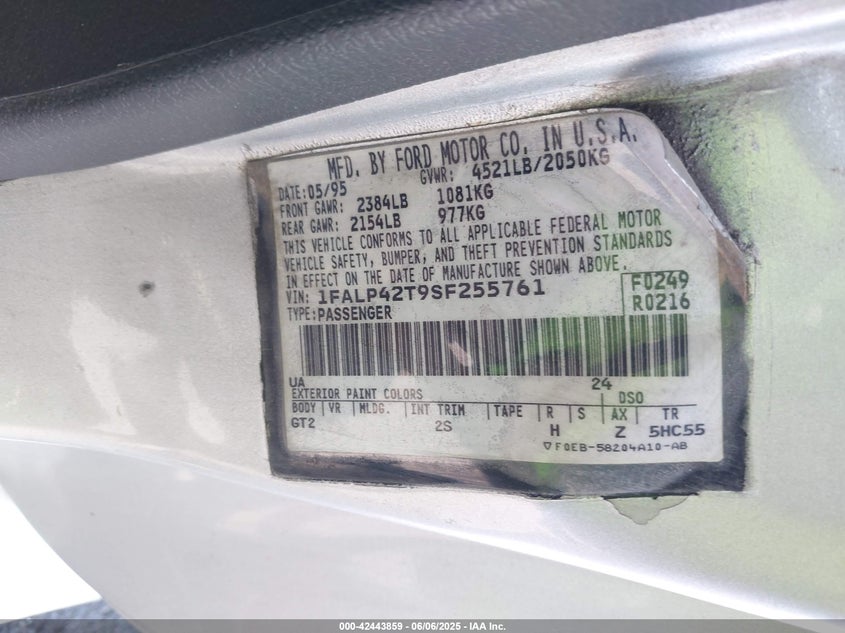 MFD. BY FORD MOTOR CO. IN U.S.A.
DATE: 05/95 GVWR: 4521LB/2050KG
FRONT GAWR: 2384LB 1081KG
REAR GAWR: 2154LB 977KG
THIS VEHICLE CONFORMS TO ALL APPLICABLE FEDERAL MOTOR
VEHICLE SAFETY, BUMPER, AND THEFT PREVENTION STANDARDS
IN EFFECT ON THE DATE OF MANUFACTURE SHOWN ABOVE.
VIN: 1FALP42T9SF255761 F0249
TYPE: PASSENGER R0216
UA 24
EXTERIOR PAINT COLORS DSO
BODY VR MLDG. INT TRIM TAPE R S AX TR
GT2 2S H Z 5HC55
▽F0EB-58204A10-AB
000-42443859 - 06/06/2025 - IAA Inc.